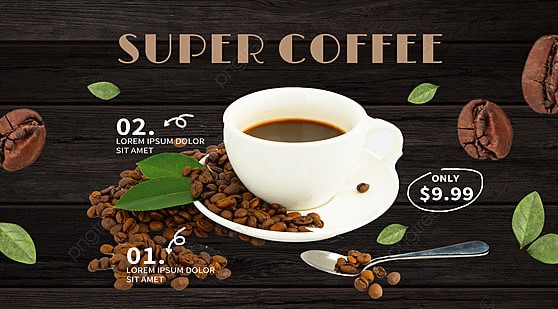 SUPER COFFEE
02.
LOREM IPSUM DOLOR
SIT AMET
ONLY
$9.99
01.
LOREM IPSUM DOLOR
SIT AMET